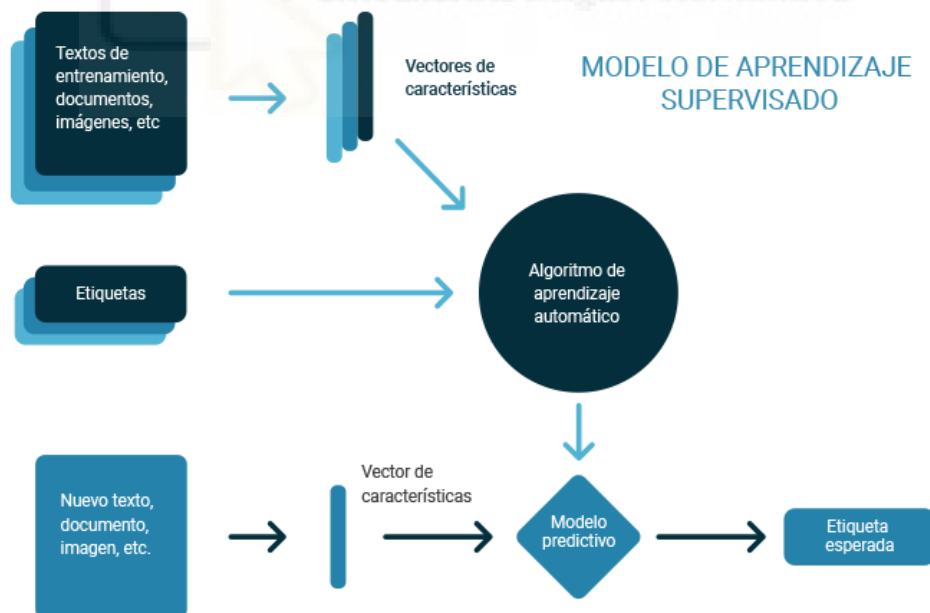 Textos de
entrenamiento,
documentos,
imágenes, etc
Vectores de
características
MODELO DE APRENDIZAJE
SUPERVISADO
Etiquetas
Algoritmo de
aprendizaje
automático
Nuevo texto,
documento,
imagen, etc.
Vector de
características
Modelo
predictivo
Etiqueta
esperada